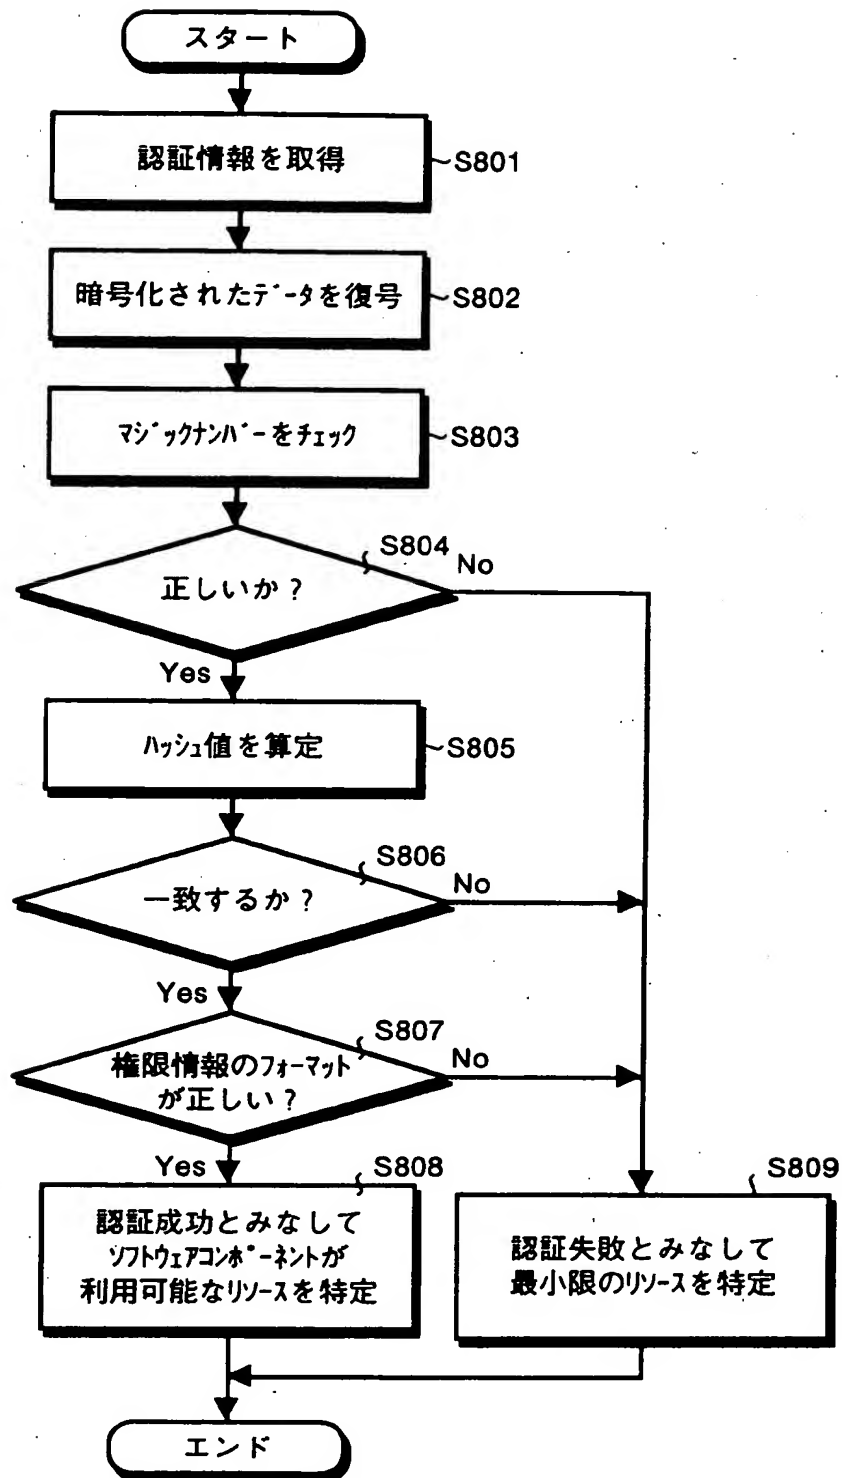 スタート
認証情報を取得
S801
暗号化されたデータを復号
S802
マジックナンバーをチェック
S803
S804
No
正しいか？
Yes
ハッシュ値を算定
S805
S806
No
一致するか？
Yes
S807
No
権限情報のフォーマット
が正しい？
Yes
S808
認証成功とみなして
ソフトウェアコンポーネントが
利用可能なリソースを特定
S809
認証失敗とみなして
最小限のリソースを特定
エンド